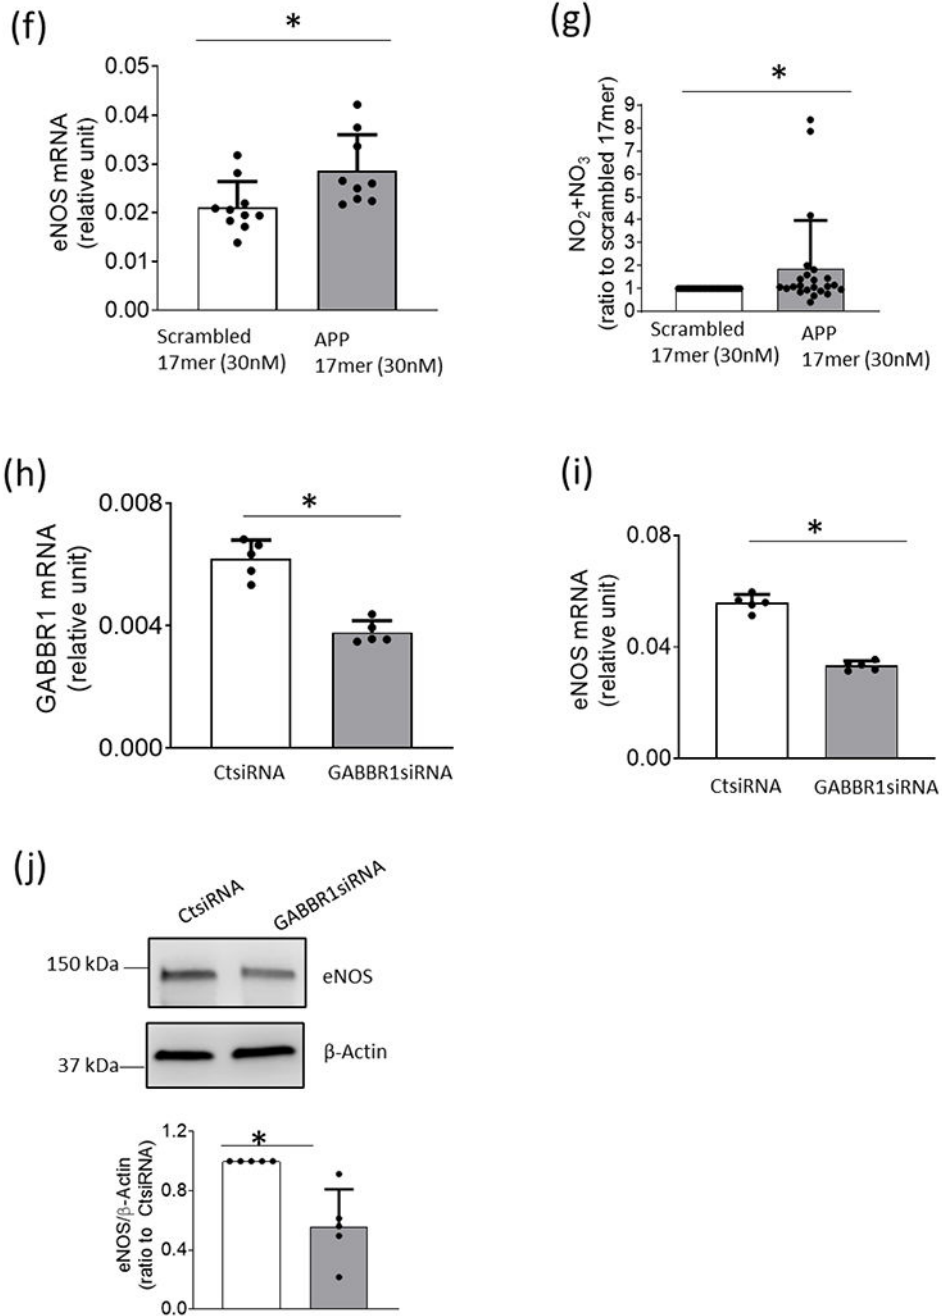 (f)
*
eNOS mRNA
(relative unit)
0.05
0.04
0.03
0.02
0.01
0.00
Scrambled
17mer (30nM)
APP
17mer (30nM)
(g)
*
NO2+NO3
(ratio to scrambled 17mer)
9
8
7
6
5
4
3
2
1
0
Scrambled
17mer (30nM)
APP
17mer (30nM)
(h)
*
GABBR1 mRNA
(relative unit)
0.008
0.004
0.000
CtsiRNA
GABBR1siRNA
(i)
*
eNOS mRNA
(relative unit)
0.08
0.04
0.00
CtsiRNA
GABBR1siRNA
(j)
CtsiRNA
GABBR1siRNA
150 kDa
eNOS
37 kDa
β-Actin
*
eNOS/β-Actin
(ratio to CtsiRNA)
1.2
0.8
0.4
0.0